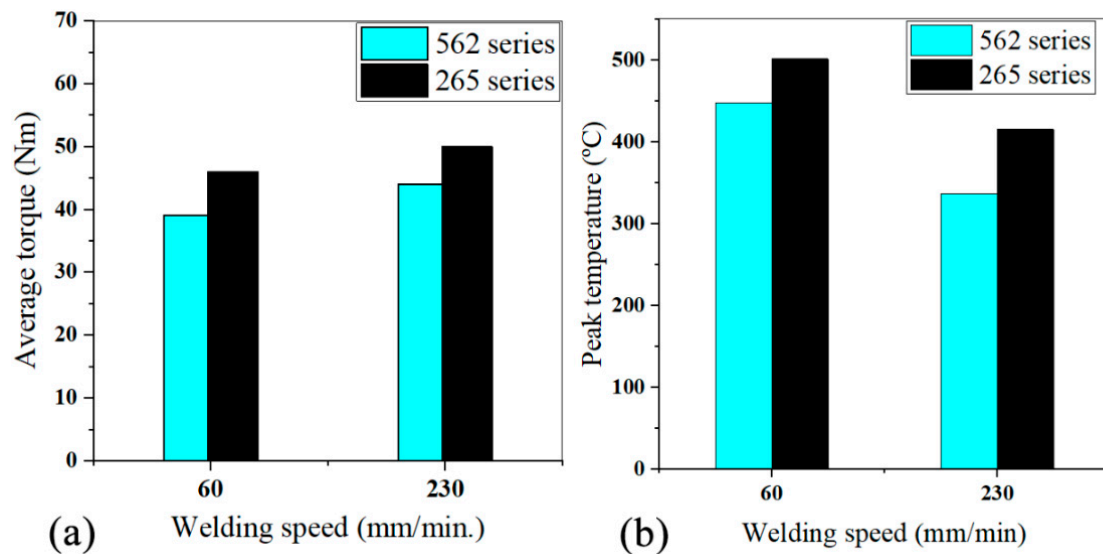 Average torque (Nm)
70
60
50
40
30
20
10
0
562 series
265 series
60
230
Welding speed (mm/min.)
(a)
Peak temperature (ºC)
500
400
300
200
100
0
562 series
265 series
60
230
Welding speed (mm/min)
(b)